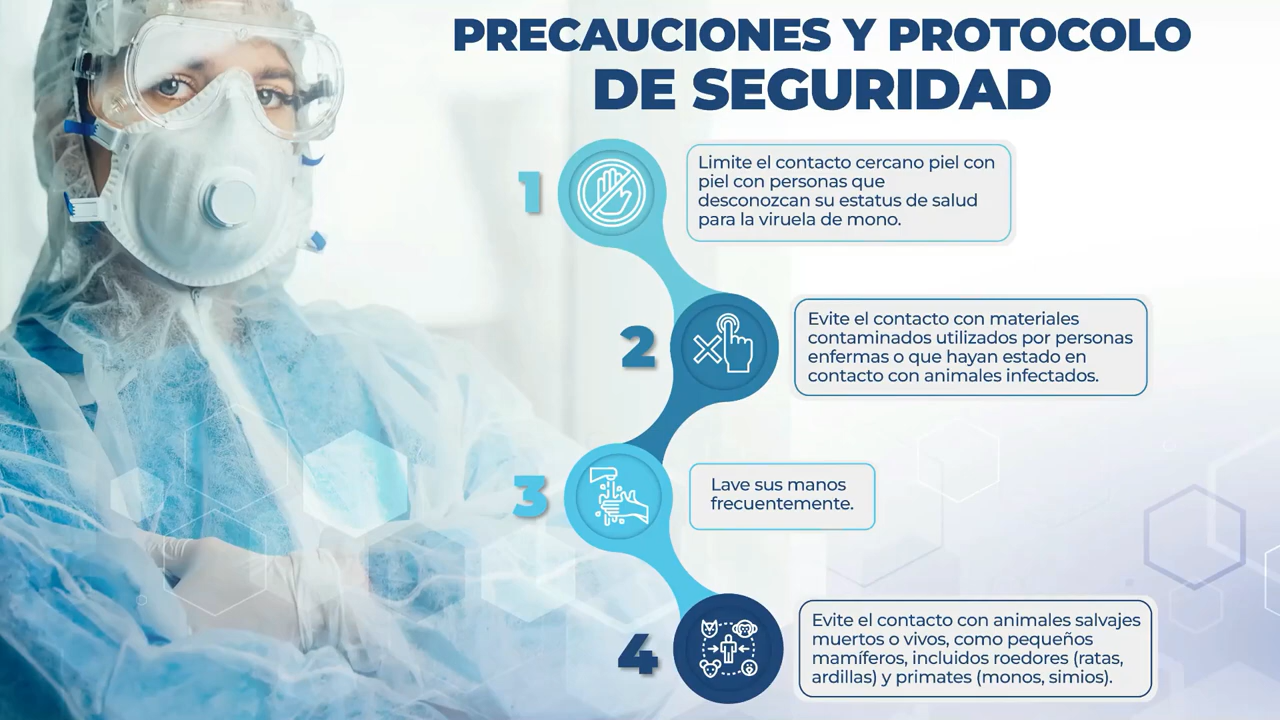 PRECAUCIONES Y PROTOCOLO
DE SEGURIDAD
1
Limite el contacto cercano piel con
piel con personas que
desconozcan su estatus de salud
para la viruela de mono.
2
Evite el contacto con materiales
contaminados utilizados por personas
enfermas o que hayan estado en
contacto con animales infectados.
3
Lave sus manos
frecuentemente.
4
Evite el contacto con animales salvajes
muertos o vivos, como pequeños
mamíferos, incluidos roedores (ratas,
ardillas) y primates (monos, simios).